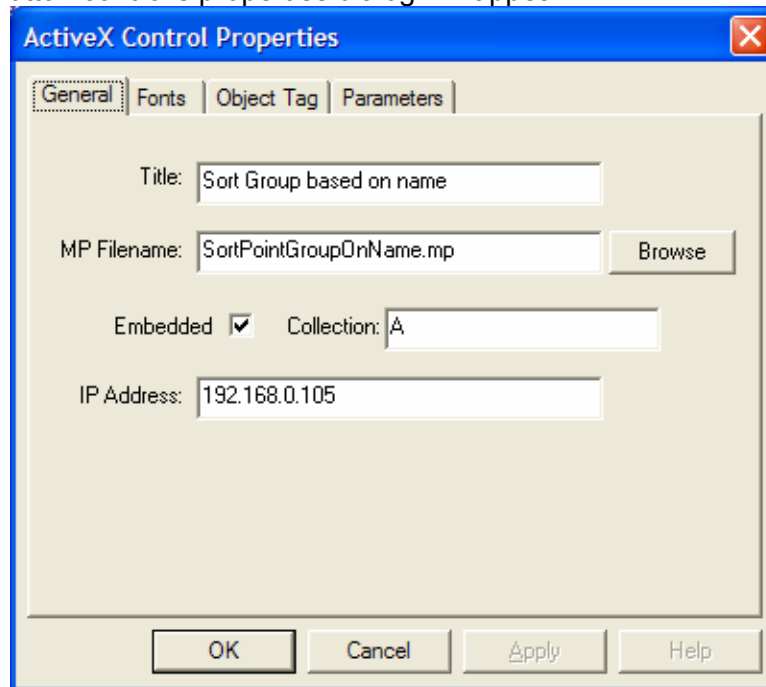 ActiveX Control Properties
General Fonts Object Tag Parameters
Title: Sort Group based on name
MP Filename: SortPointGroupOnName.mp Browse
Embedded Collection: A
IP Address: 192.168.0.105
OK Cancel Apply Help